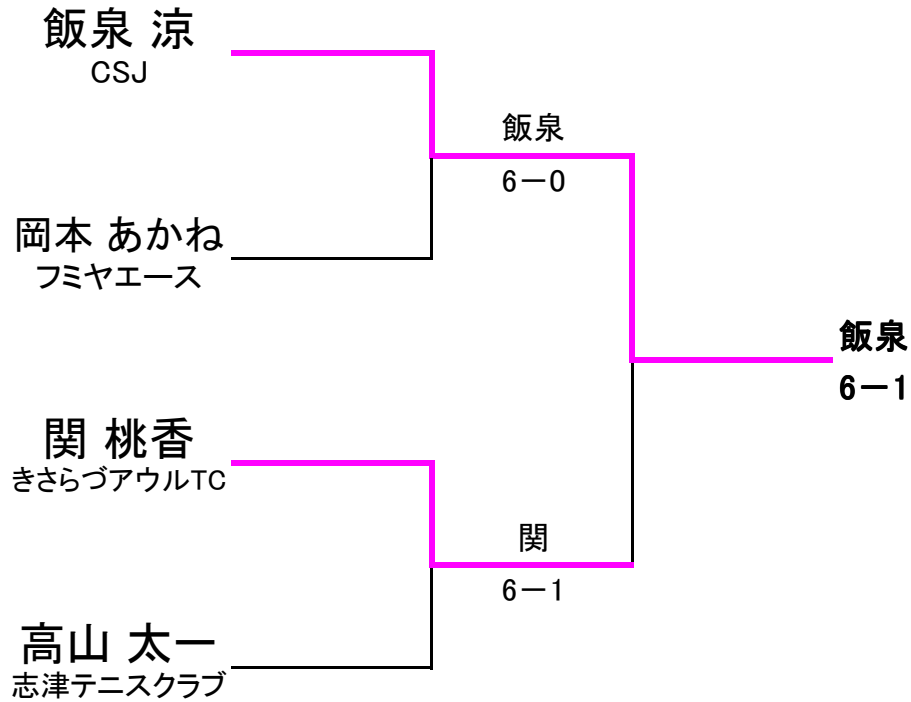 飯泉 涼
CSJ
飯泉
6－0
岡本 あかね
フミヤエース
飯泉
6－1
関 桃香
きさらづアウルTC
関
6－1
高山 太一
志津テニスクラブ